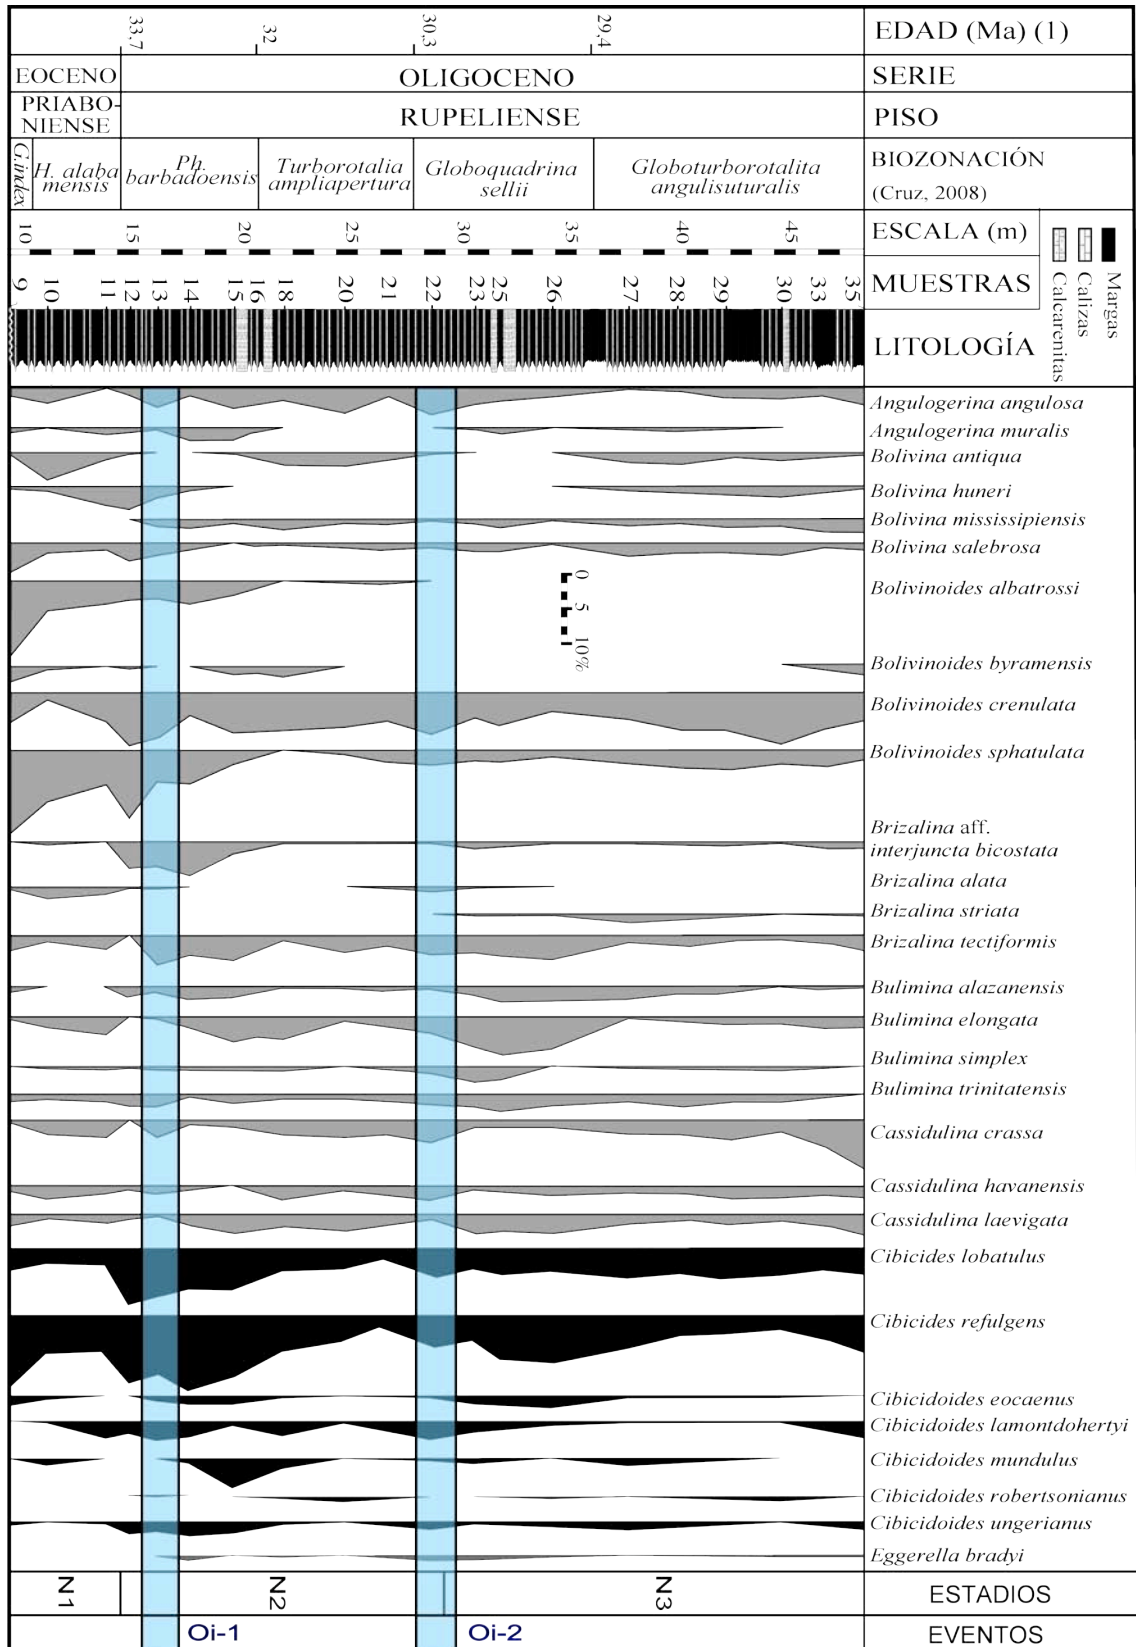 33,7 32 30,3 29,4 EDAD (Ma) (1)
EOCENO OLIGOCENO SERIE
PRIABO-
NIENSE RUPELIENSE PISO
G.index H. alaba
mensis Ph.
barbadoensis Turborotalia
ampliapertura Globoquadrina
sellii Globoturborotalita
angulisuturalis BIOZONACIÓN
(Cruz, 2008)
10 15 20 25 30 35 40 45 ESCALA (m)
9 10 11 12 13 14 15 16 18 20 21 22 23 25 26 27 28 29 30 33 35 MUESTRAS
LITOLOGÍA
Calcarenitas
Calizas
Margas
Angulogerina angulosa
Angulogerina muralis
Bolivina antiqua
Bolivina huneri
Bolivina mississipiensis
Bolivina salebrosa
0 5 10%
Bolivinoides albatrossi
Bolivinoides byramensis
Bolivinoides crenulata
Bolivinoides sphatulata
Brizalina aff.
interjuncta bicostata
Brizalina alata
Brizalina striata
Brizalina tectiformis
Bulimina alazanensis
Bulimina elongata
Bulimina simplex
Bulimina trinitatensis
Cassidulina crassa
Cassidulina havanensis
Cassidulina laevigata
Cibicides lobatulus
Cibicides refulgens
Cibicidoides eocaenus
Cibicidoides lamontdohertyi
Cibicidoides mundulus
Cibicidoides robertsonianus
Cibicidoides ungerianus
Eggerella bradyi
N1 N2 N3 ESTADIOS
Oi-1 Oi-2 EVENTOS